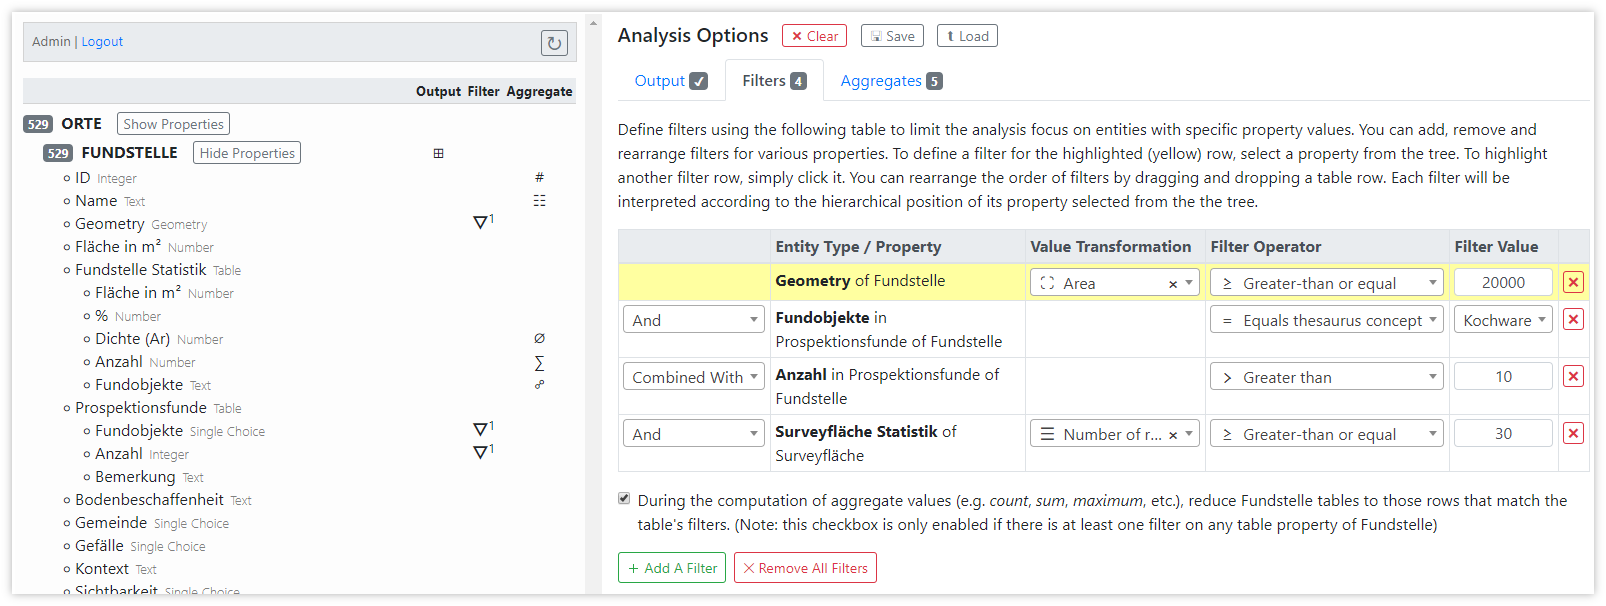 Admin | Logout
Output Filter Aggregate
529 ORTE Show Properties
529 FUNDSTELLE Hide Properties
ID Integer #
Name Text
Geometry Geometry 1
Fläche in m² Number
Fundstelle Statistik Table
Fläche in m² Number
% Number
Dichte (Ar) Number Ø
Anzahl Number ∑
Fundobjekte Text
Prospektionsfunde Table
Fundobjekte Single Choice 1
Anzahl Integer 1
Bemerkung Text
Bodenbeschaffenheit Text
Gemeinde Single Choice
Gefälle Single Choice
Kontext Text
Sichtbarkeit Single Choice
Analysis Options × Clear Save Load
Output ✓ Filters 4 Aggregates 5
Define filters using the following table to limit the analysis focus on entities with specific property values. You can add, remove and
rearrange filters for various properties. To define a filter for the highlighted (yellow) row, select a property from the tree. To highlight
another filter row, simply click it. You can rearrange the order of filters by dragging and dropping a table row. Each filter will be
interpreted according to the hierarchical position of its property selected from the the tree.
Entity Type / Property Value Transformation Filter Operator Filter Value
Geometry of Fundstelle Area × ≥ Greater-than or equal 20000 ×
And Fundobjekte in = Equals thesaurus concept Kochware ×
Prospektionsfunde of Fundstelle
Combined With Anzahl in Prospektionsfunde of > Greater than 10 ×
Fundstelle
And Surveyfläche Statistik of Number of r... × ≥ Greater-than or equal 30 ×
Surveyfläche
During the computation of aggregate values (e.g. count, sum, maximum, etc.), reduce Fundstelle tables to those rows that match the
table's filters. (Note: this checkbox is only enabled if there is at least one filter on any table property of Fundstelle)
+ Add A Filter × Remove All Filters